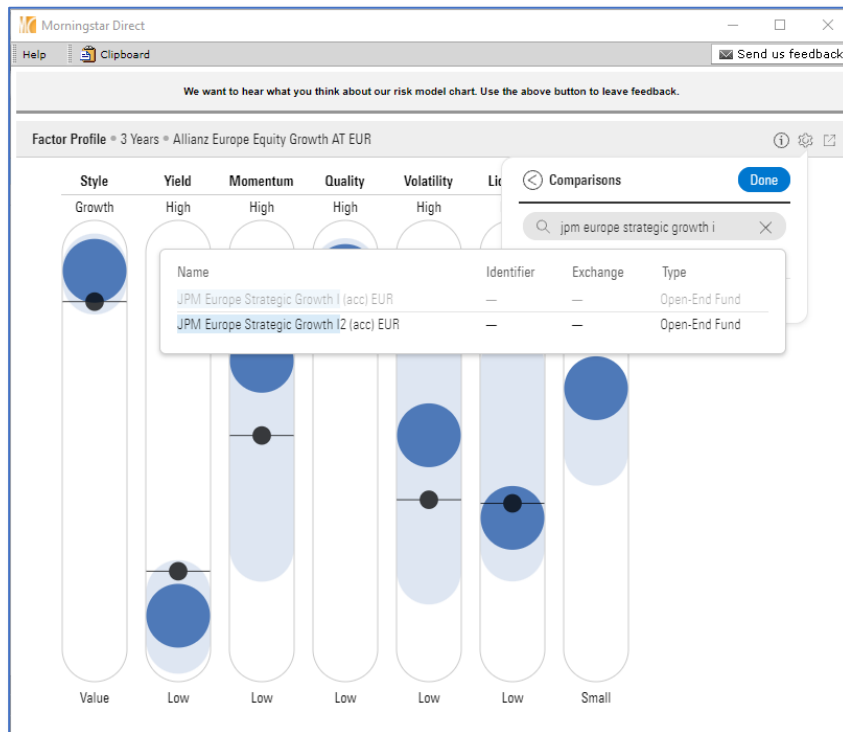 Morningstar Direct
Help Clipboard Send us feedback
We want to hear what you think about our risk model chart. Use the above button to leave feedback.
Factor Profile • 3 Years • Allianz Europe Equity Growth AT EUR
Style Yield Momentum Quality Volatility
Comparisons Done
Growth High High High High
jpm europe strategic growth i
Name Identifier Exchange Type
JPM Europe Strategic Growth I (acc) EUR — — Open-End Fund
JPM Europe Strategic Growth I2 (acc) EUR — — Open-End Fund
Value Low Low Low Low Low Small